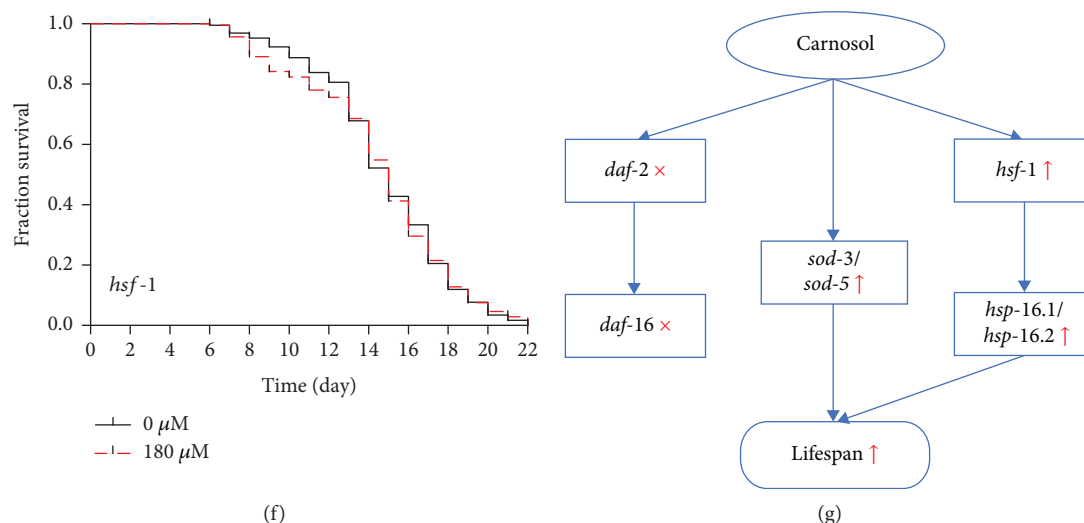 1.0
0.8
0.6
0.4
0.2
0.0
Fraction survival
hsf-1
0 2 4 6 8 10 12 14 16 18 20 22
Time (day)
0 μM
180 μM
(f)
Carnosol
daf-2 ×
hsf-1 ↑
sod-3/
sod-5 ↑
daf-16 ×
hsp-16.1/
hsp-16.2 ↑
Lifespan ↑
(g)